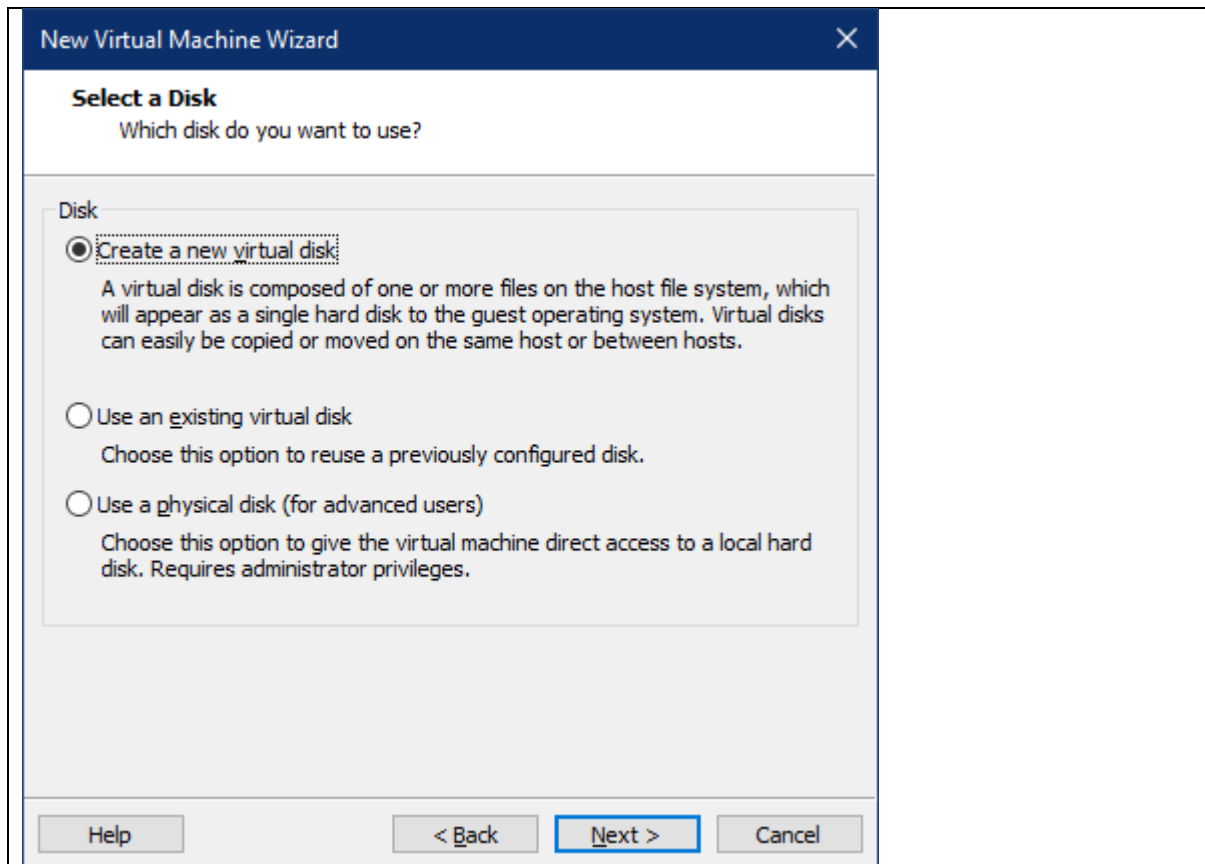 New Virtual Machine Wizard
Select a Disk
Which disk do you want to use?
Disk
Create a new virtual disk
A virtual disk is composed of one or more files on the host file system, which
will appear as a single hard disk to the guest operating system. Virtual disks
can easily be copied or moved on the same host or between hosts.
Use an existing virtual disk
Choose this option to reuse a previously configured disk.
Use a physical disk (for advanced users)
Choose this option to give the virtual machine direct access to a local hard
disk. Requires administrator privileges.
Help < Back Next > Cancel